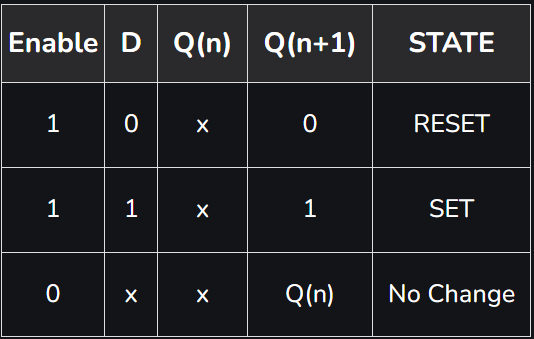 Enable D Q(n) Q(n+1) STATE
1 0 x 0 RESET
1 1 x 1 SET
0 x x Q(n) No Change